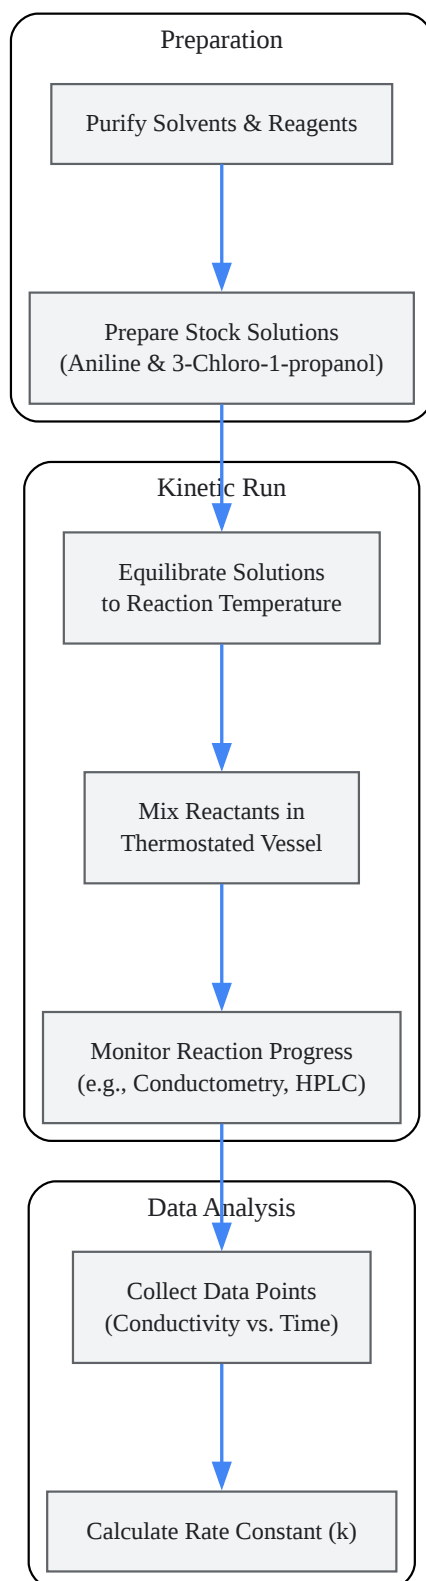 Preparation
Purify Solvents & Reagents
Prepare Stock Solutions
(Aniline & 3-Chloro-1-propanol)
Kinetic Run
Equilibrate Solutions
to Reaction Temperature
Mix Reactants in
Thermostated Vessel
Monitor Reaction Progress
(e.g., Conductometry, HPLC)
Data Analysis
Collect Data Points
(Conductivity vs. Time)
Calculate Rate Constant (k)